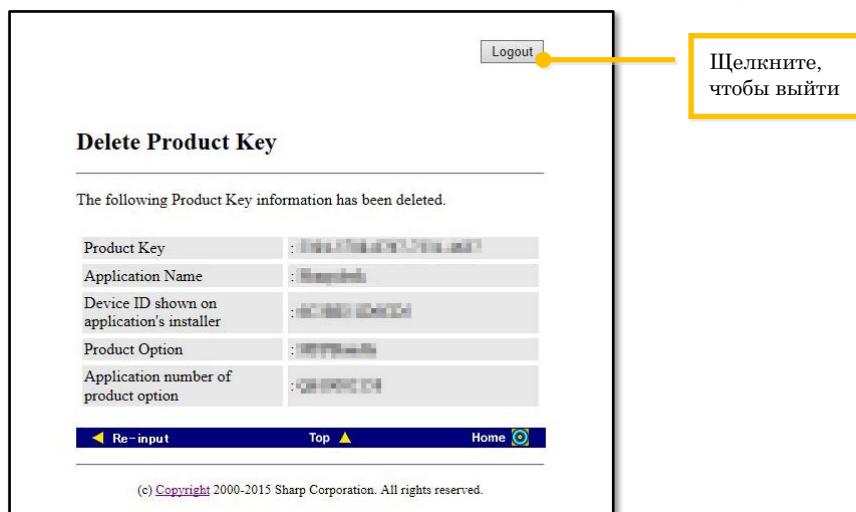 Logout
Щелкните,
чтобы выйти
Delete Product Key
The following Product Key information has been deleted.
Product Key :
Application Name :
Device ID shown on
application's installer :
Product Option :
Application number of
product option :
Re-input Top Home
(c) Copyright 2000-2015 Sharp Corporation. All rights reserved.